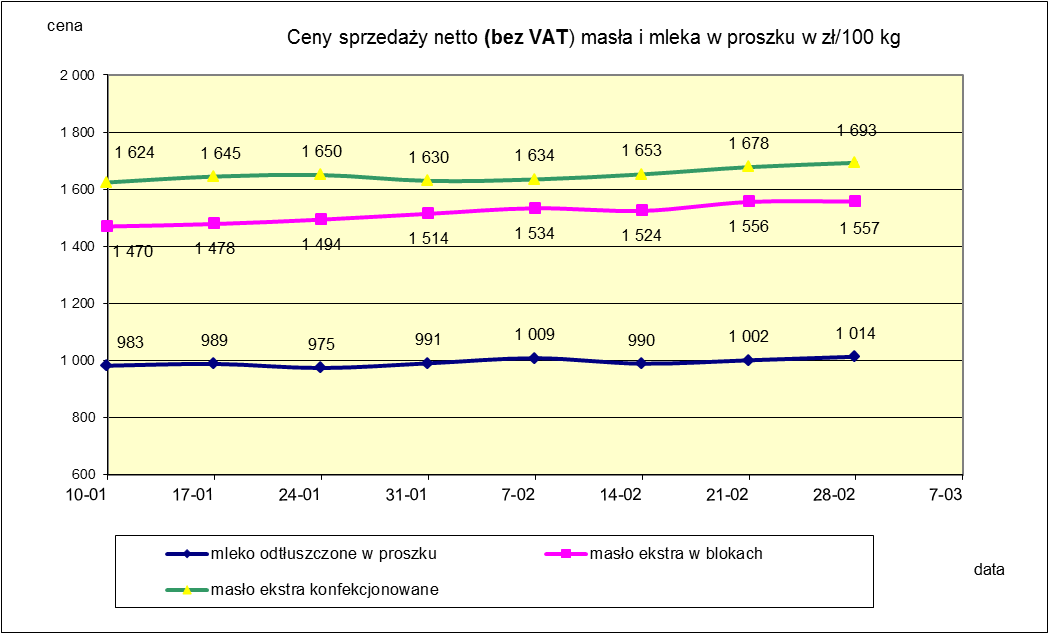 cena
Ceny sprzedaży netto (bez VAT) masła i mleka w proszku w zł/100 kg
2 000
1 800
1 600
1 400
1 200
1 000
800
600
1 624 1 645 1 650 1 630 1 634 1 653 1 678 1 693
1 470 1 478 1 494 1 514 1 534 1 524 1 556 1 557
983 989 975 991 1 009 990 1 002 1 014
10-01 17-01 24-01 31-01 7-02 14-02 21-02 28-02 7-03
mleko odtłuszczone w proszku masło ekstra w blokach
masło ekstra konfekcjonowane
data